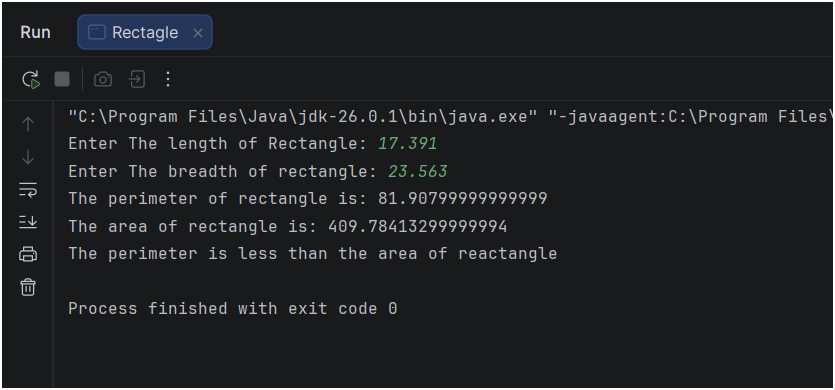 Run Rectagle
"C:\Program Files\Java\jdk-26.0.1\bin\java.exe" "-javaagent:C:\Program Files\
Enter The length of Rectangle: 17.391
Enter The breadth of rectangle: 23.563
The perimeter of rectangle is: 81.90799999999999
The area of rectangle is: 409.78413299999994
The perimeter is less than the area of reactangle
Process finished with exit code 0